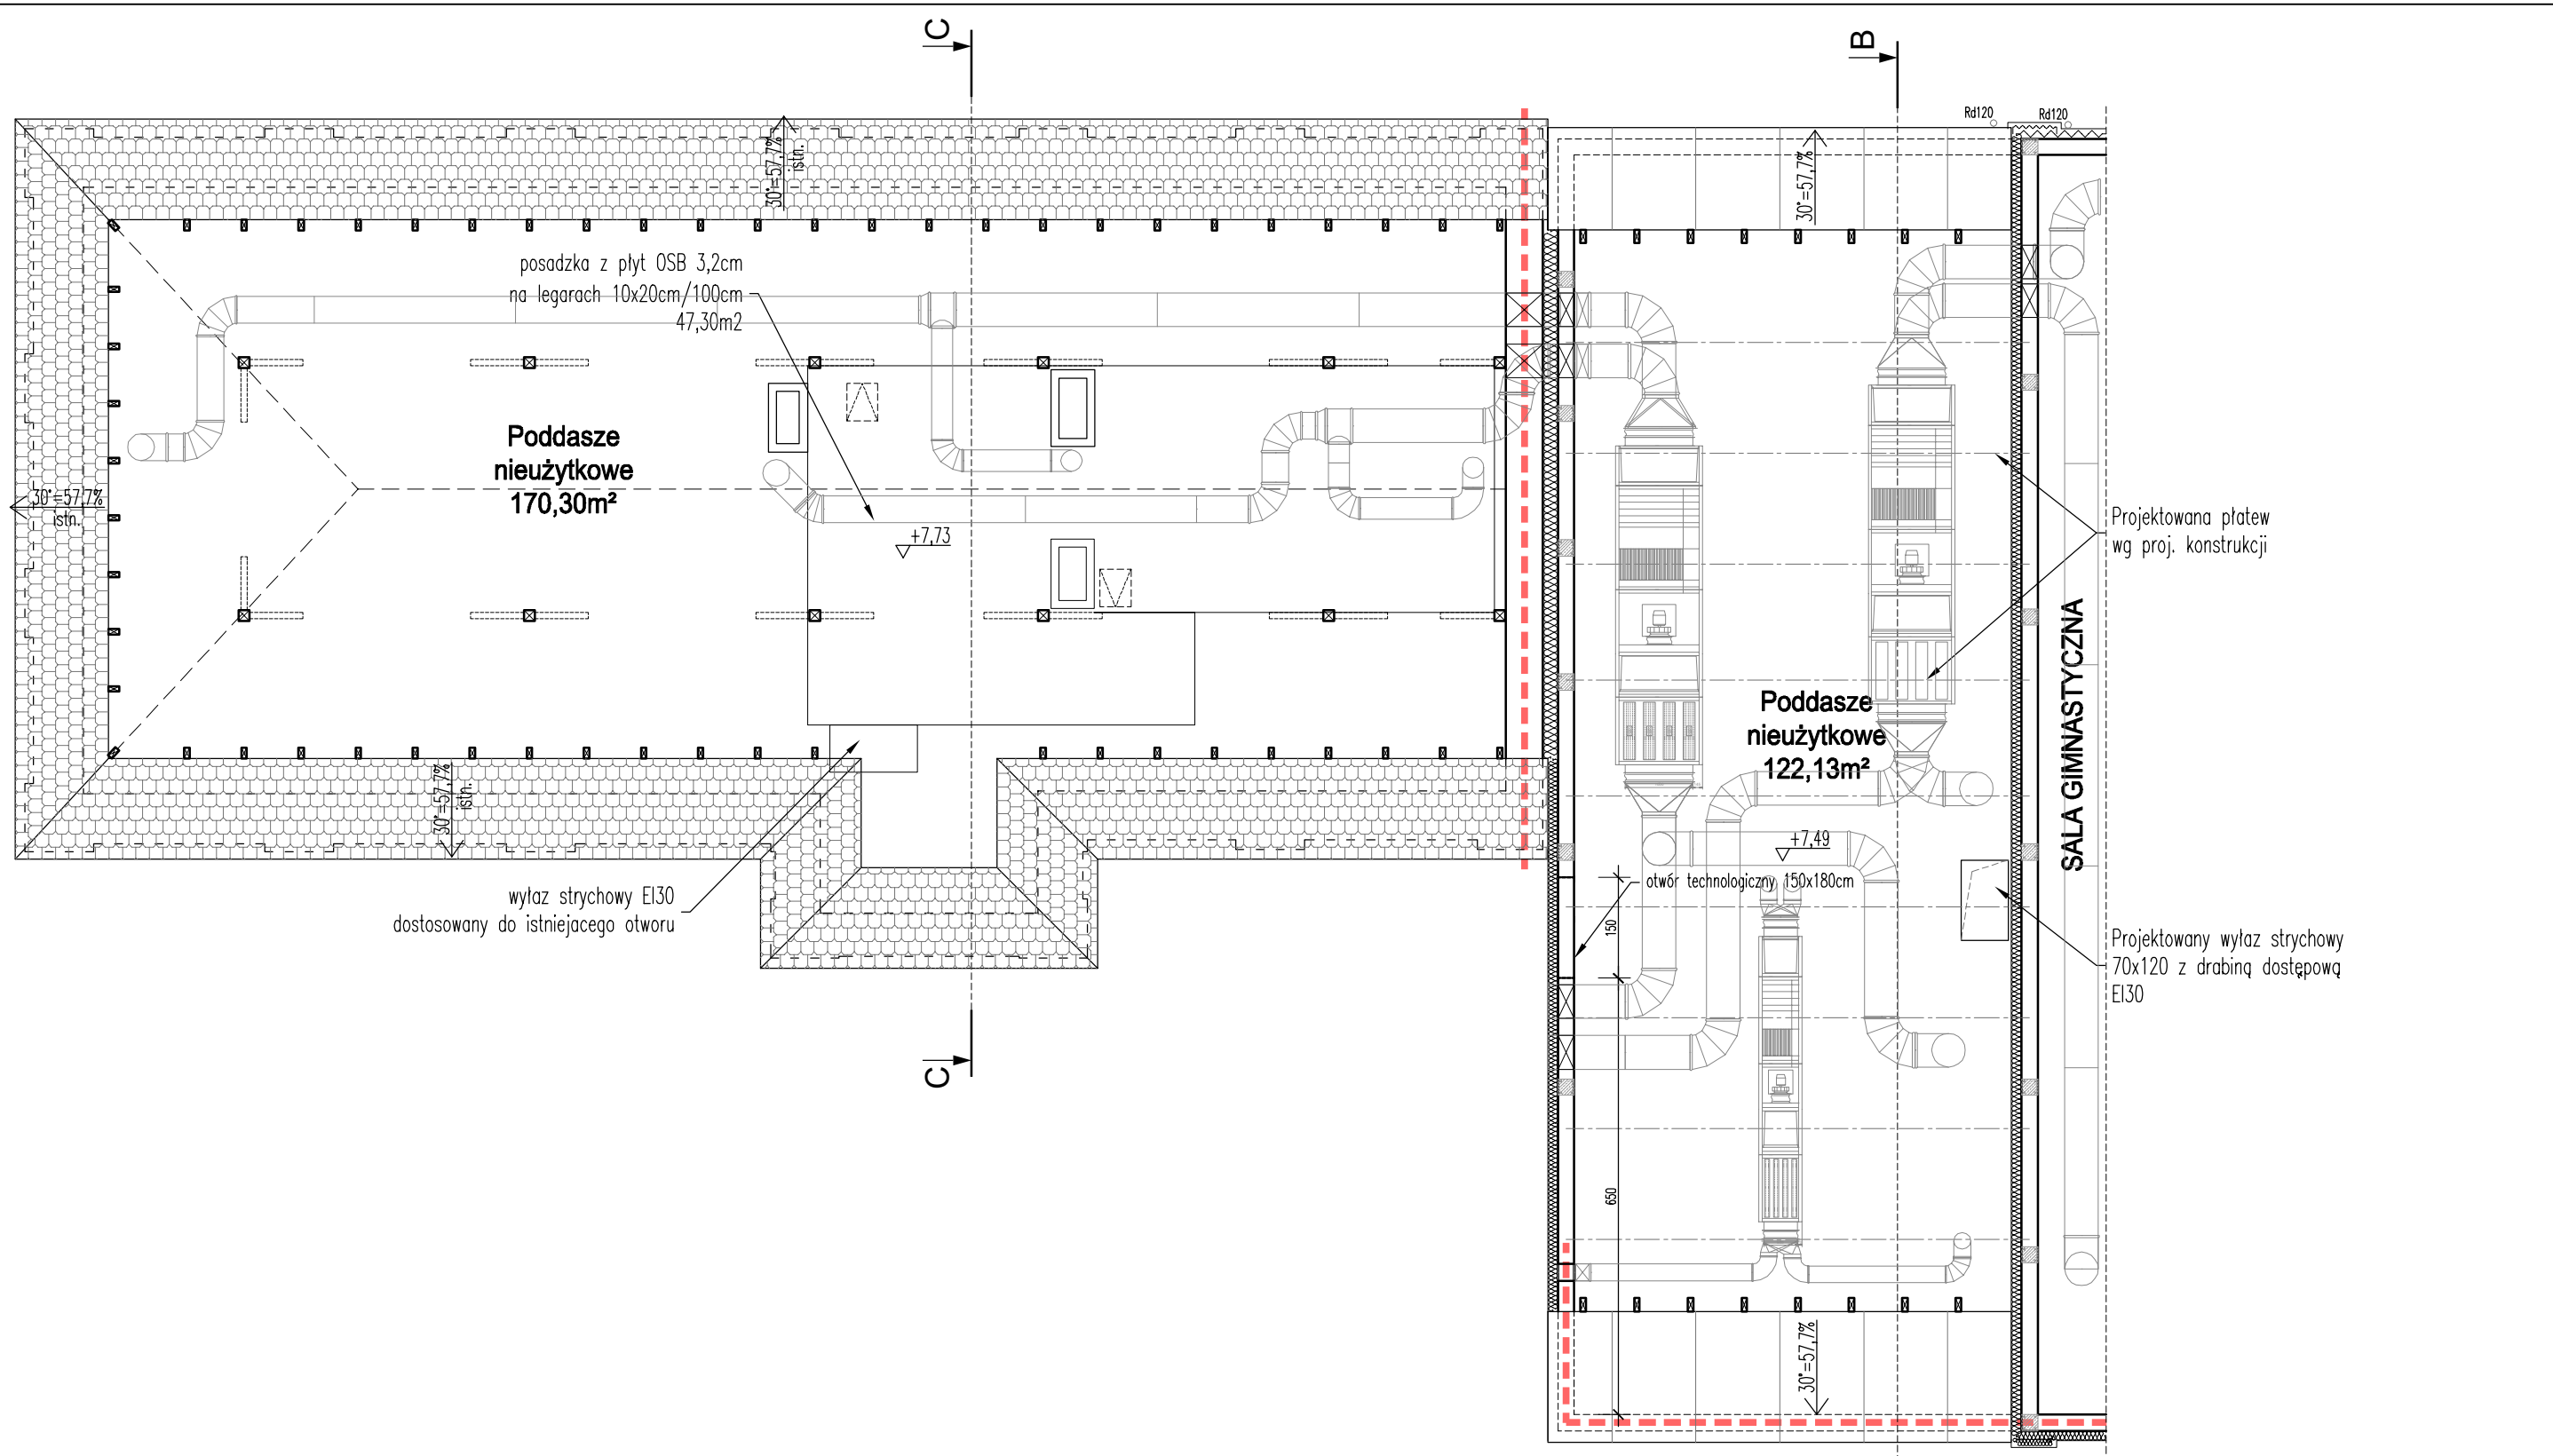 C
B
Rd120
Rd120
30°=57,7%
istn.
30°=57,7%
posadzka z płyt OSB 3,2cm
na legarach 10x20cm/100cm
47,30m2
Poddasze
nieużytkowe
170,30m²
30°=57,7%
istn.
+7,73
Projektowana płatew
wg proj. konstrukcji
SALA GIMNASTYCZNA
Poddasze
nieużytkowe
122,13m²
30°=57,7%
istn.
+7,49
otwór technologiczny 150x180cm
150
wyłaz strychowy EI30
dostosowany do istniejacego otworu
Projektowany wyłaz strychowy
70x120 z drabiną dostępową
EI30
C
650
30°=57,7%